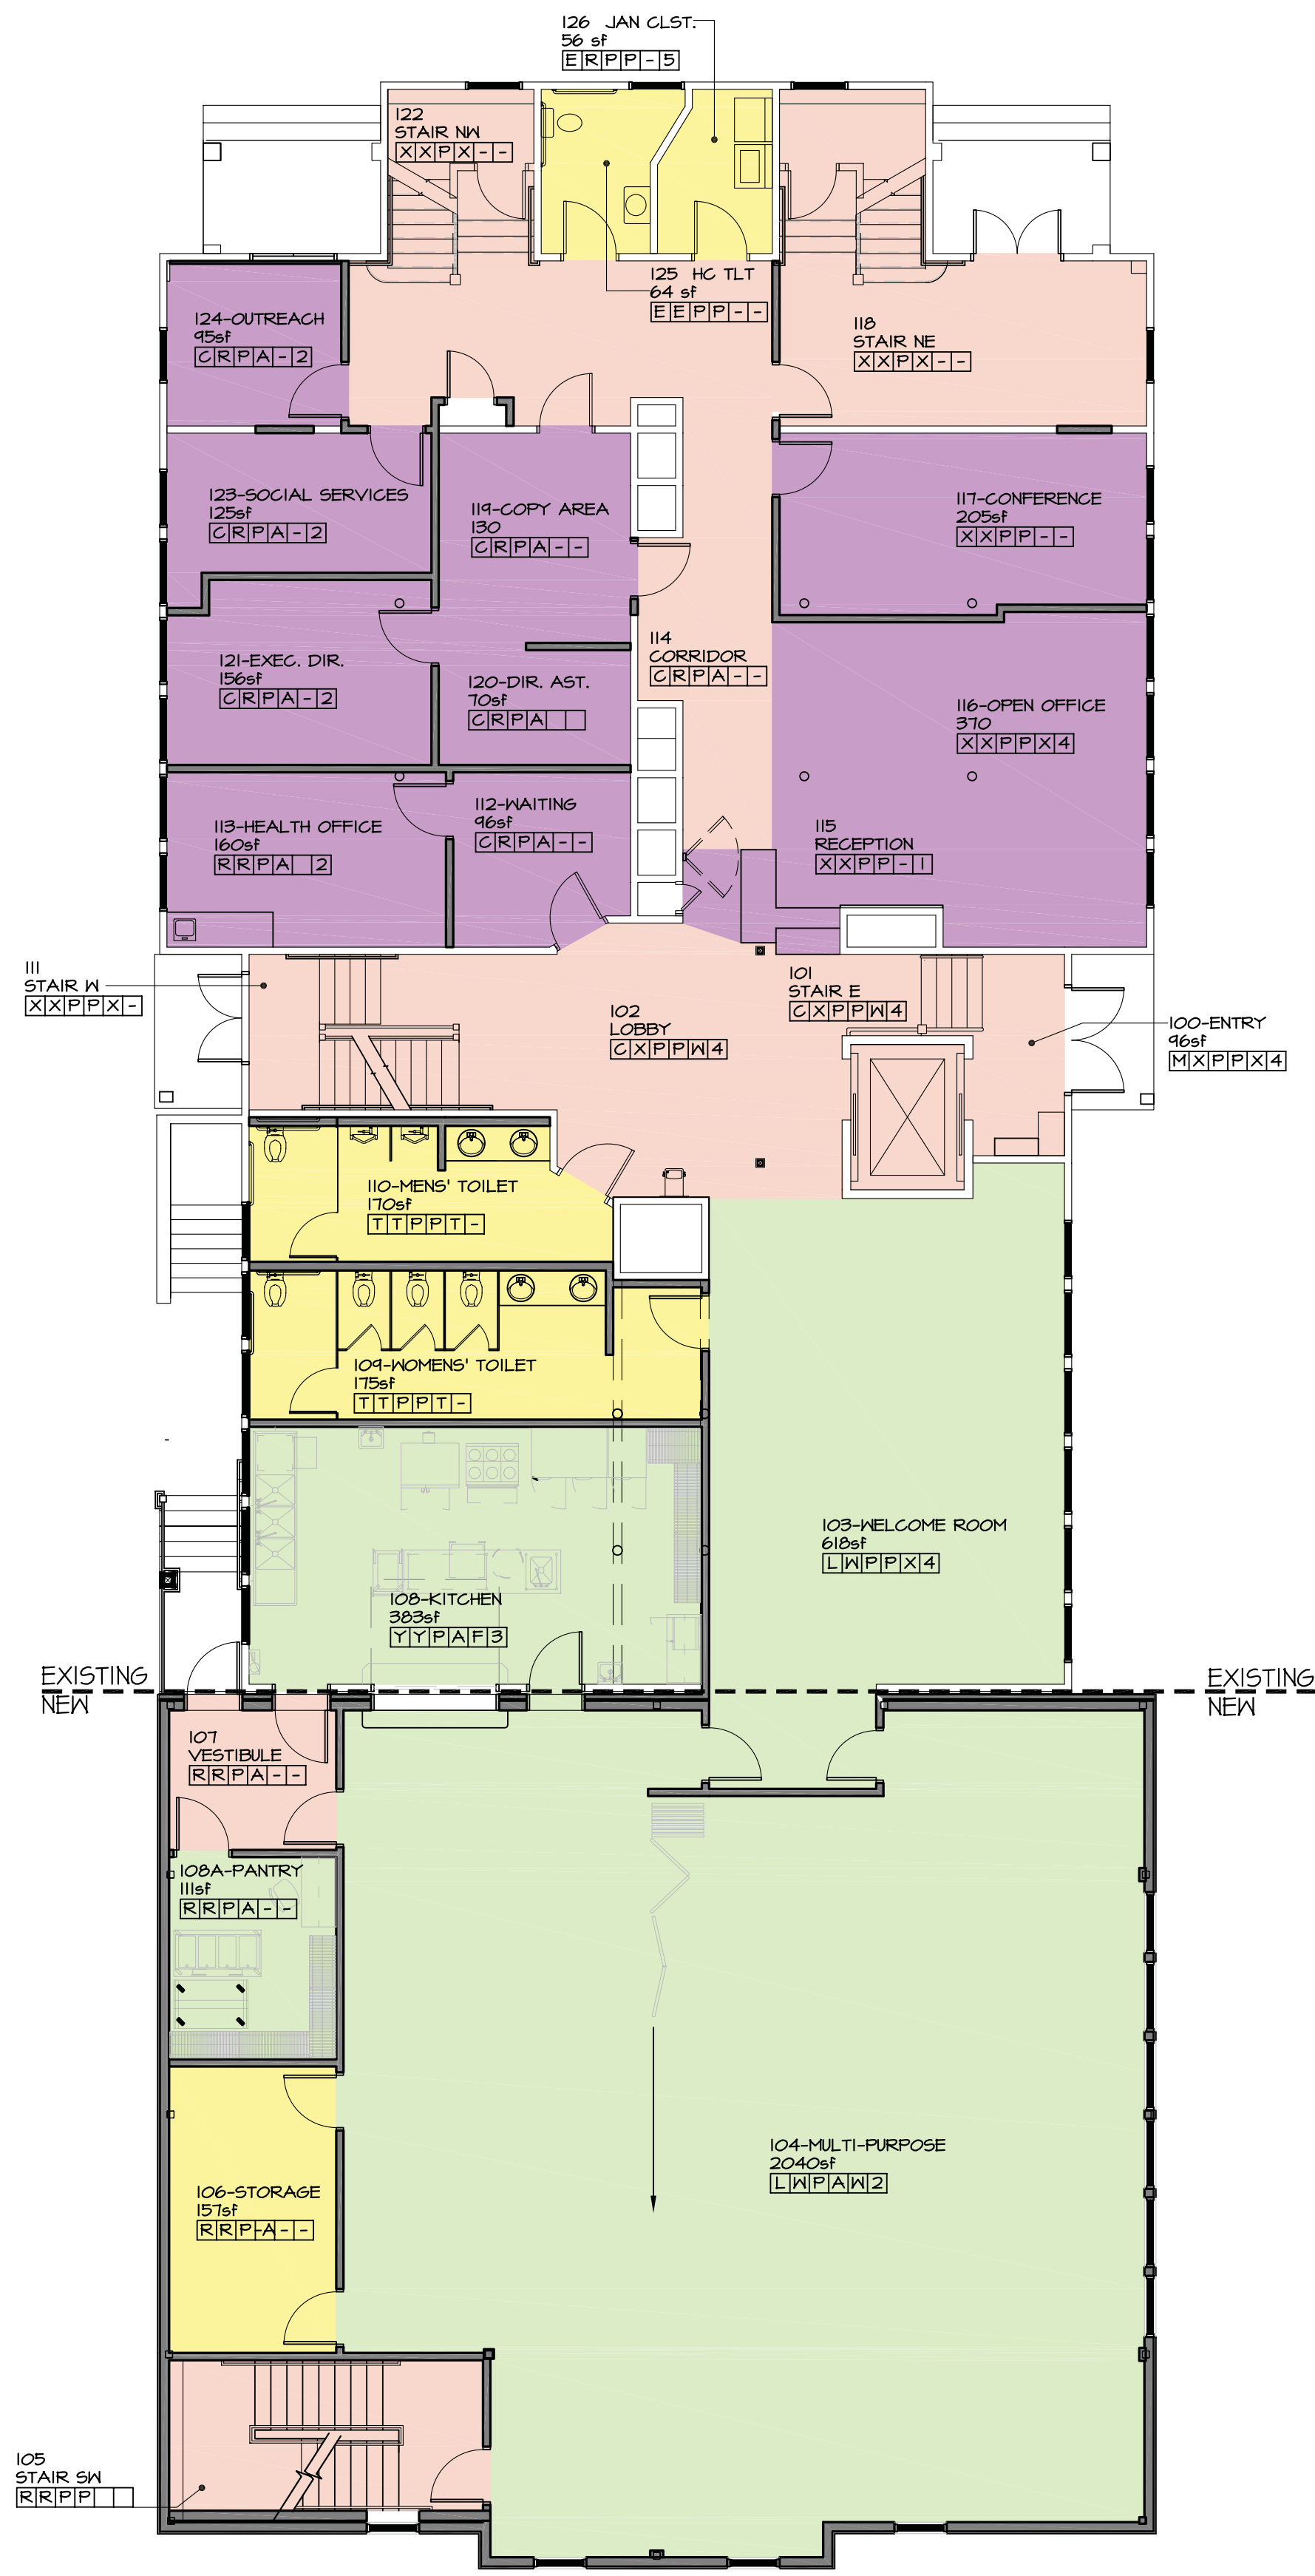 126 JAN CLST.
56 sf
E R P P - 5
122
STAIR NW
X X P X - -
125 HC TLT
64 sf
E E P P - -
124-OUTREACH
95sf
C R P A - 2
118
STAIR NE
X X P X - -
123-SOCIAL SERVICES
125sf
C R P A - 2
119-COPY AREA
130
C R P A - -
117-CONFERENCE
205sf
X X P P - -
114
CORRIDOR
C R P A - -
121-EXEC. DIR.
156sf
C R P A - 2
120-DIR. AST.
70sf
C R P A
116-OPEN OFFICE
370
X X P P X 4
113-HEALTH OFFICE
160sf
R R P A 2
112-WAITING
96sf
C R P A - -
115
RECEPTION
X X P P - 1
111
STAIR W
X X P P X -
102
LOBBY
C X P P W 4
101
STAIR E
C X P P W 4
100-ENTRY
96sf
M X P P X 4
110-MENS' TOILET
170sf
T T P P T -
109-WOMENS' TOILET
175sf
T T P P T -
103-WELCOME ROOM
618sf
L W P P X 4
108-KITCHEN
383sf
Y Y P A F 3
EXISTING
NEW
EXISTING
NEW
107
VESTIBULE
R R P A - -
108A-PANTRY
111sf
R R P A - -
104-MULTI-PURPOSE
2040sf
L W P A W 2
106-STORAGE
157sf
R R P -A - -
105
STAIR SW
R R P P